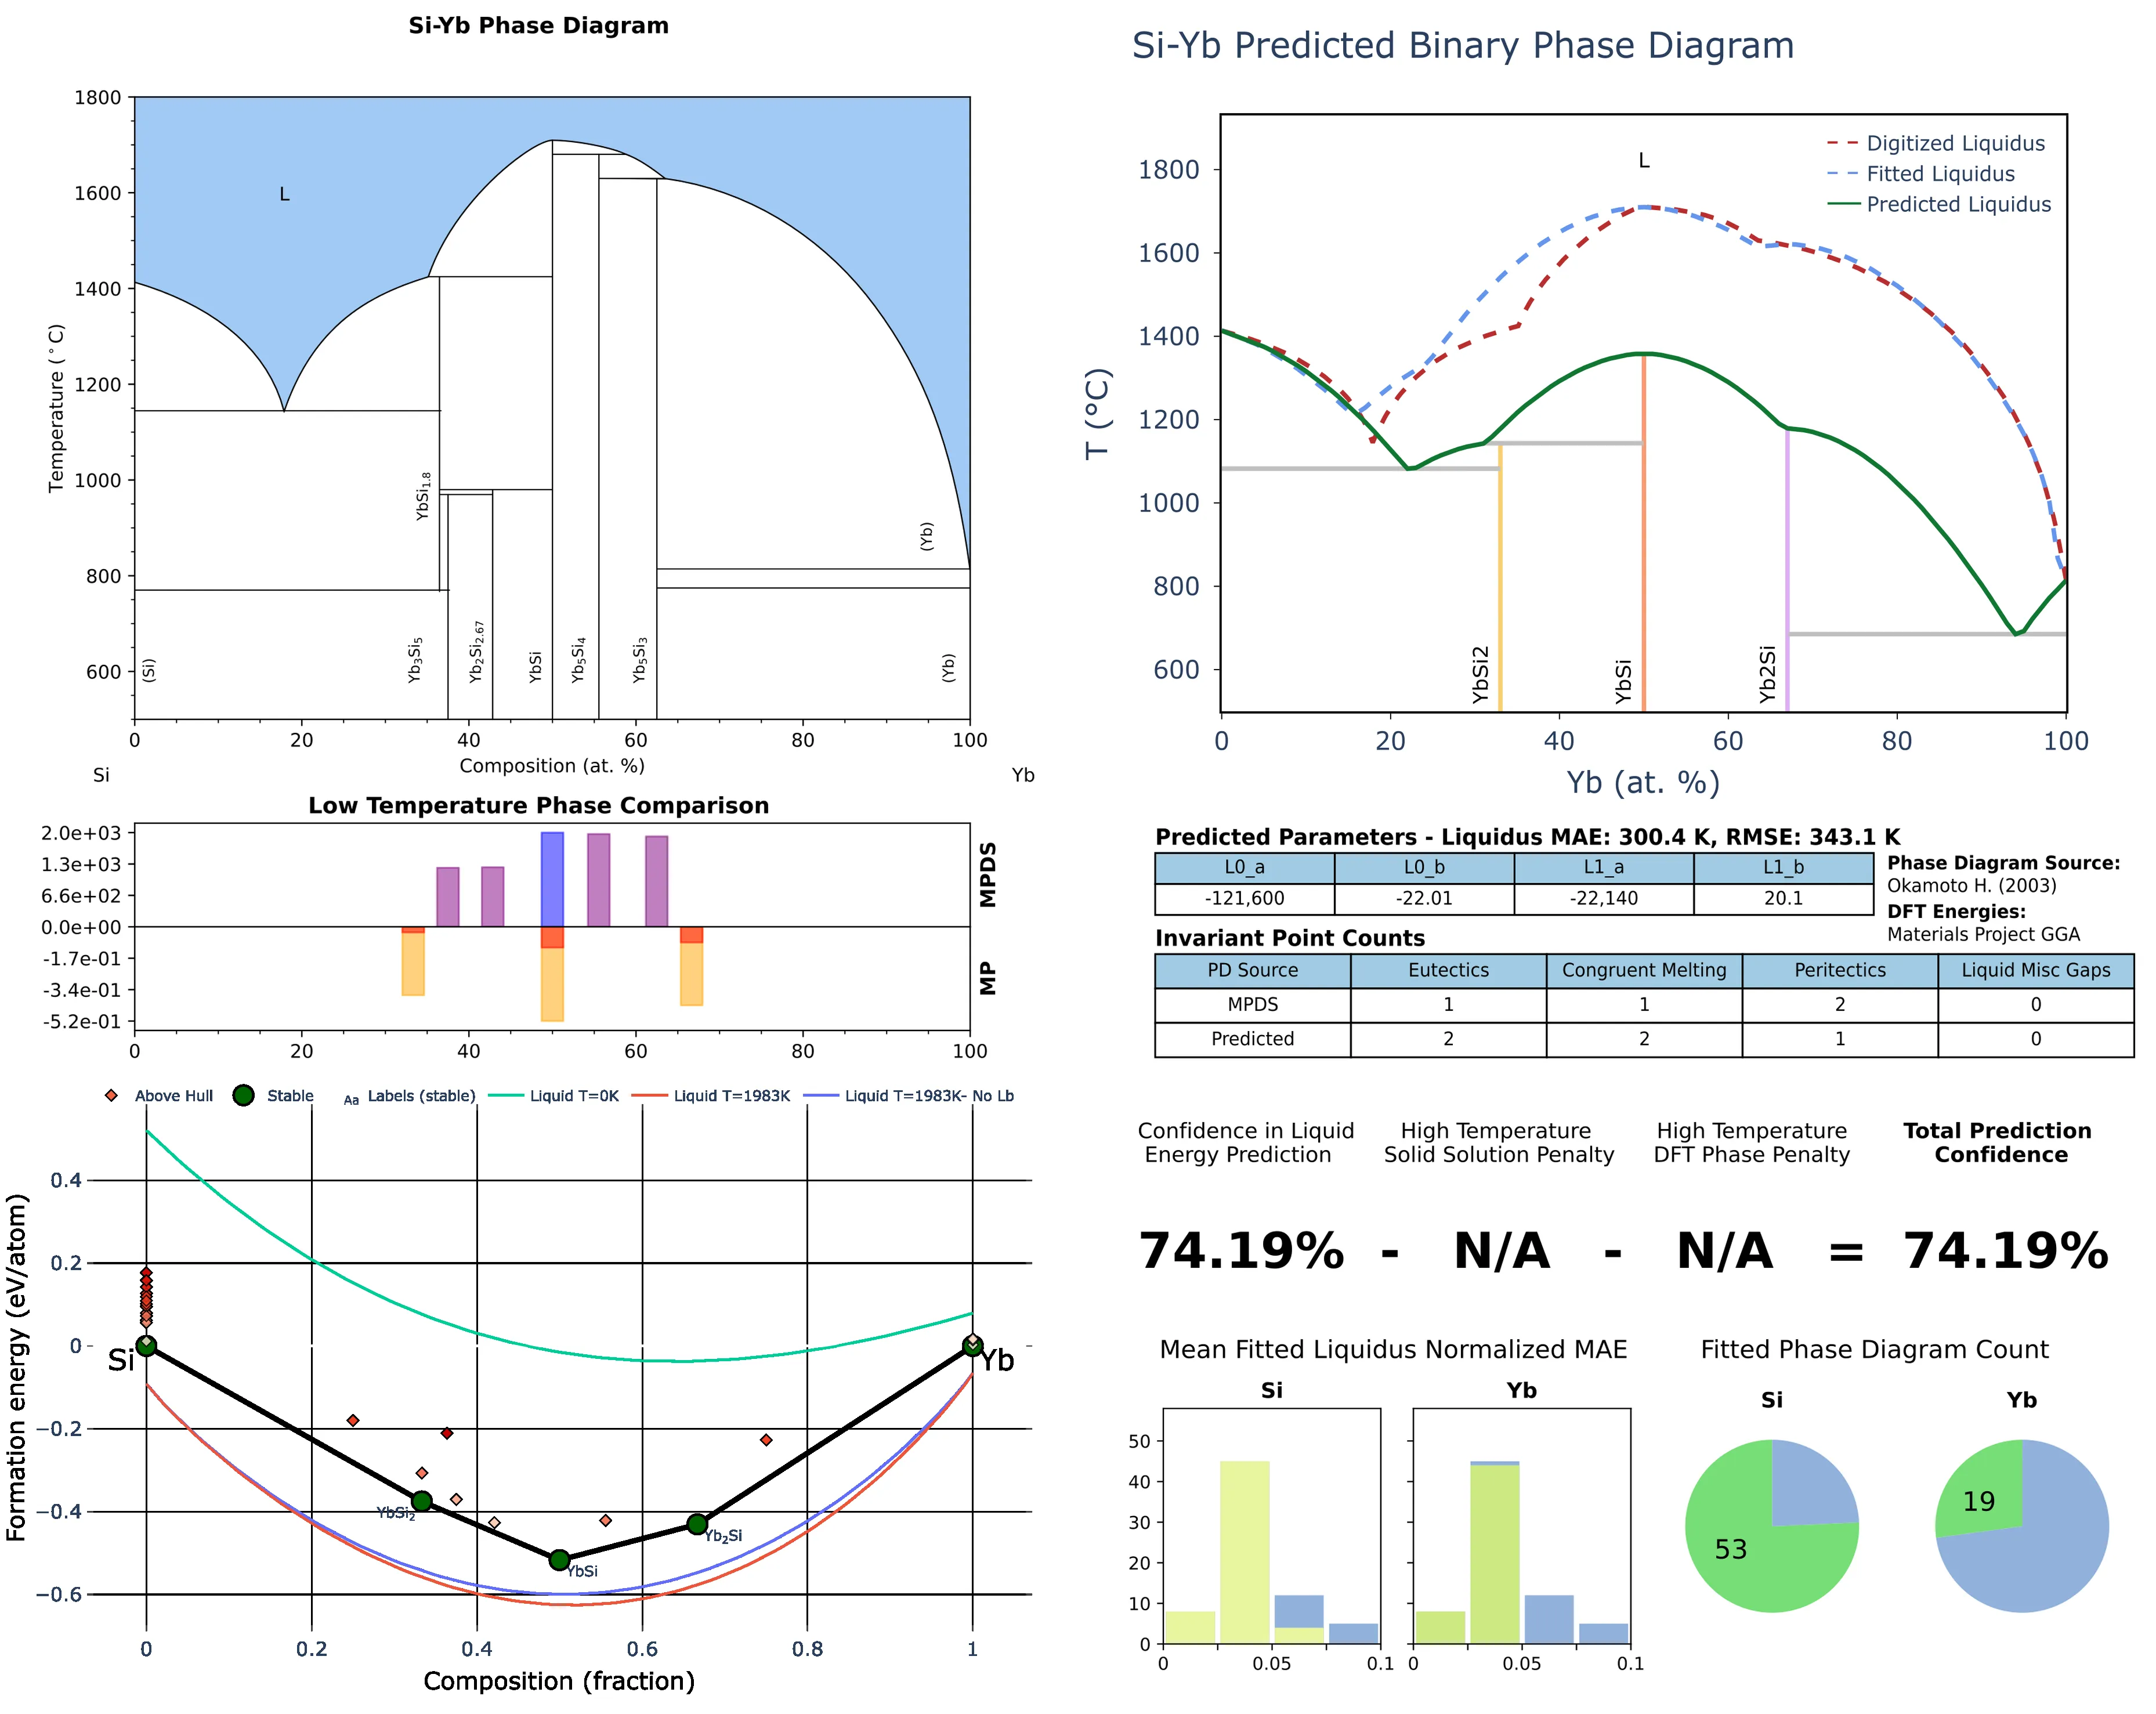 Si-Yb Phase Diagram
1800
1600
1400
1200
1000
800
600
Temperature (°C)
L
YbSi1.8
(Yb)
(Si)
Yb3Si5
Yb2Si2.67
YbSi
Yb5Si4
Yb5Si3
(Yb)
0 20 40 60 80 100
Composition (at. %)
Si Yb
Low Temperature Phase Comparison
2.0e+03
1.3e+03
6.6e+02
0.0e+00
-1.7e-01
-3.4e-01
-5.2e-01
MPDS
MP
0 20 40 60 80 100
Above Hull Stable Aa Labels (stable) Liquid T=0K Liquid T=1983K Liquid T=1983K- No Lb
0.4
0.2
0
−0.2
−0.4
−0.6
Formation energy (eV/atom)
Si
YbSi2
YbSi
Yb2Si
Yb
0 0.2 0.4 0.6 0.8 1
Composition (fraction)
Si-Yb Predicted Binary Phase Diagram
L
Digitized Liquidus
Fitted Liquidus
Predicted Liquidus
1800
1600
1400
1200
1000
800
600
T (°C)
YbSi2
YbSi
Yb2Si
0 20 40 60 80 100
Yb (at. %)
Predicted Parameters - Liquidus MAE: 300.4 K, RMSE: 343.1 K
L0_a L0_b L1_a L1_b
-121,600 -22.01 -22,140 20.1
Phase Diagram Source:
Okamoto H. (2003)
DFT Energies:
Materials Project GGA
Invariant Point Counts
PD Source Eutectics Congruent Melting Peritectics Liquid Misc Gaps
MPDS 1 1 2 0
Predicted 2 2 1 0
Confidence in Liquid
Energy Prediction
High Temperature
Solid Solution Penalty
High Temperature
DFT Phase Penalty
Total Prediction
Confidence
74.19% - N/A - N/A = 74.19%
Mean Fitted Liquidus Normalized MAE
Si Yb
50
40
30
20
10
0
0 0.05 0.1
0 0.05 0.1
Fitted Phase Diagram Count
Si Yb
53
19